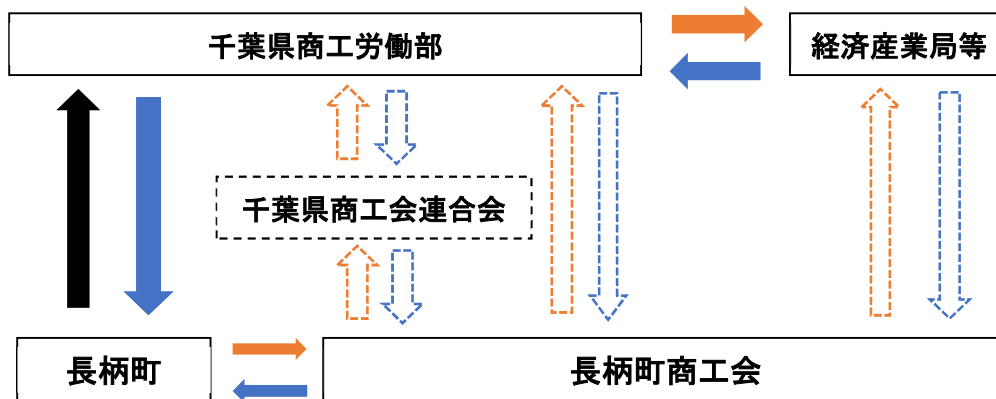 千葉県商工労働部
経済産業局等
千葉県商工会連合会
長柄町
長柄町商工会